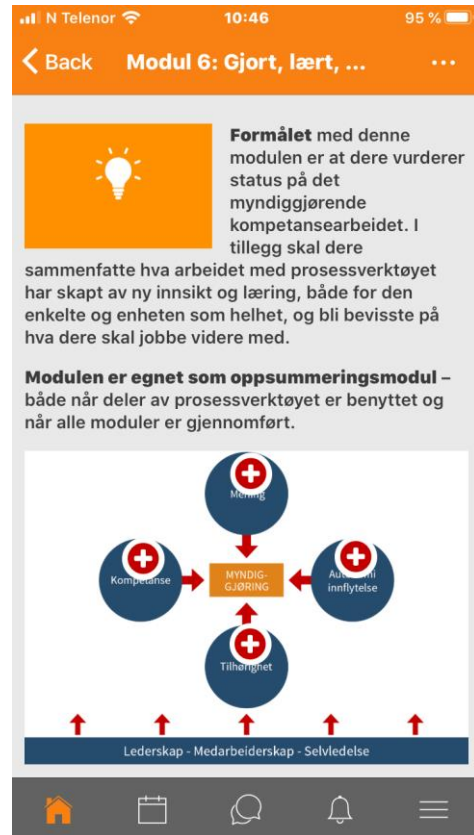 N Telenor 10:46 95 %
Back Modul 6: Gjort, lært, ... ...
Formålet med denne
modulen er at dere vurderer
status på det
myndiggjørende
kompetansearbeidet. I
tillegg skal dere
sammenfatte hva arbeidet med prosessverktøyet
har skapt av ny innsikt og læring, både for den
enkelte og enheten som helhet, og bli bevisste på
hva dere skal jobbe videre med.
Modulen er egnet som oppsummeringsmodul –
både når deler av prosessverktøyet er benyttet og
når alle moduler er gjennomført.
Mening
Kompetanse
MYNDIG-
GJØRING
innflytelse
Tilhørighet
Lederskap - Medarbeiderskap - Selvledelse